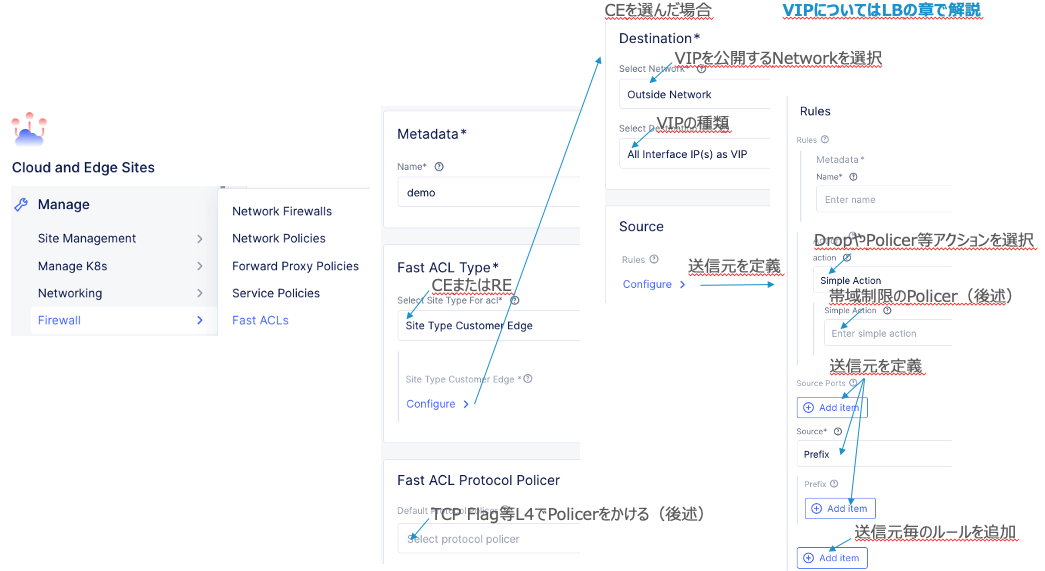 Cloud and Edge Sites
Manage
Site Management
Manage K8s
Networking
Firewall
Network Firewalls
Network Policies
Forward Proxy Policies
Service Policies
Fast ACLs
Metadata*
Name*
demo
Fast ACL Type*
CEまたはRE
Select Site Type For acl*
Site Type Customer Edge
Site Type Customer Edge *
Configure
Fast ACL Protocol Policer
Default Protocol Policer
TCP Flag等L4でPolicerをかける（後述）
Select protocol policer
CEを選んだ場合
Destination*
VIPを公開するNetworkを選択
Select Network*
Outside Network
VIPの種類
Select
All Interface IP(s) as VIP
Source
Rules
Configure
送信元を定義
VIPについてはLBの章で解説
Rules
Rules
Metadata*
Name*
Enter name
DropやPolicer等アクションを選択
action
Simple Action
帯域制限のPolicer（後述）
Simple Action
Enter simple action
送信元を定義
Source Ports
Add item
Source*
Prefix
Prefix
Add item
送信元毎のルールを追加
Add item